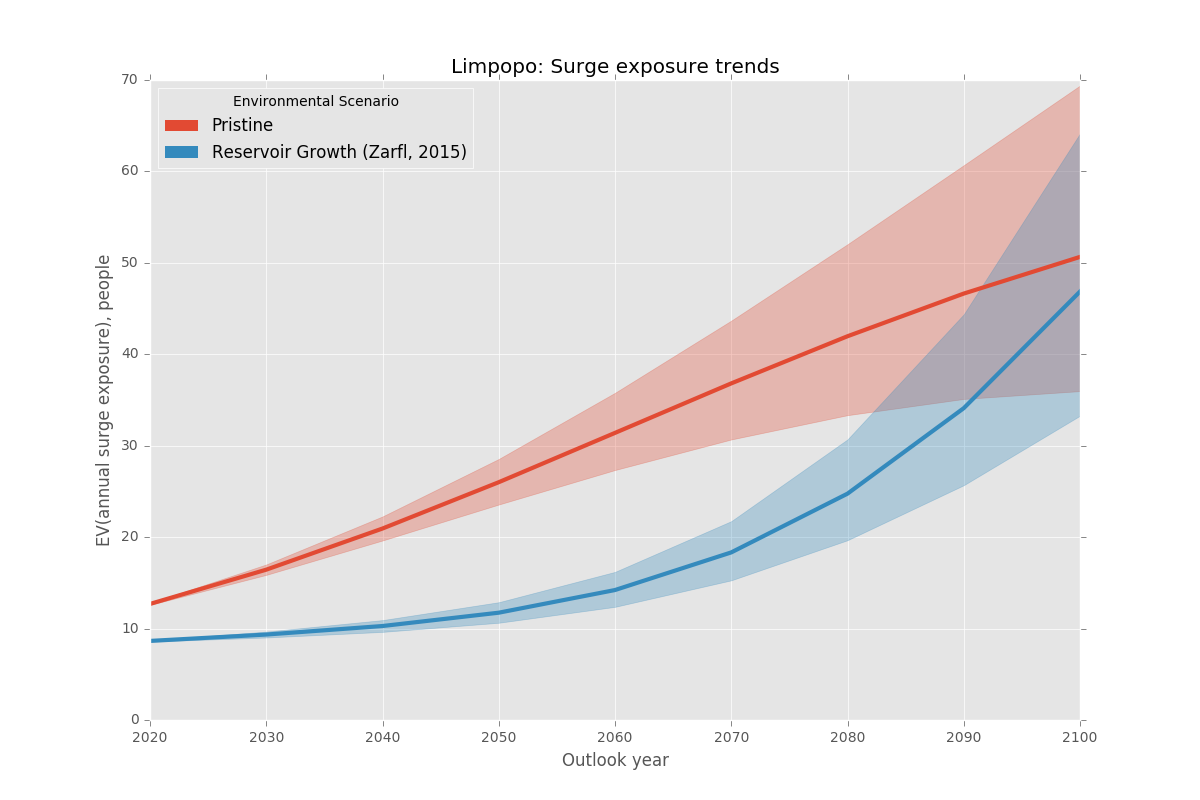 Limpopo: Surge exposure trends
Environmental Scenario
Pristine
Reservoir Growth (Zarfl, 2015)
EV(annual surge exposure), people
70
60
50
40
30
20
10
0
2020 2030 2040 2050 2060 2070 2080 2090 2100
Outlook year